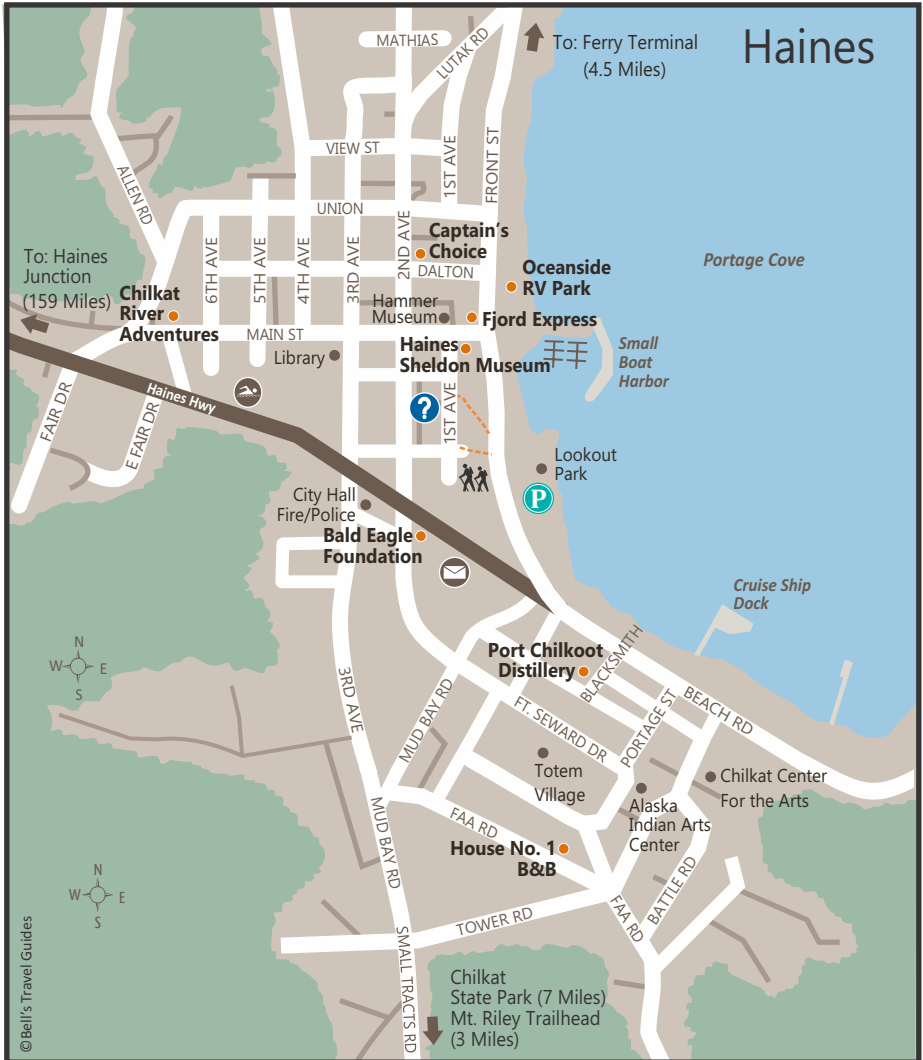 Haines
MATHIAS
LUTAK RD
To: Ferry Terminal
(4.5 Miles)
VIEW ST
1ST AVE
FRONT ST
ALLEN RD
UNION
6TH AVE
5TH AVE
4TH AVE
3RD AVE
2ND AVE
Captain's
Choice
DALTON
To: Haines
Junction
(159 Miles)
Chilkat
River
Adventures
Oceanside
RV Park
Portage Cove
Hammer
Museum
Fjord Express
MAIN ST
Library
Haines
Sheldon Museum
Small
Boat
Harbor
Haines Hwy
FAIR DR
E FAIR DR
?
1ST AVE
Lookout
Park
P
City Hall
Fire/Police
Bald Eagle
Foundation
Cruise Ship
Dock
N
W
E
S
Port Chilkoot
Distillery
BLACKSMITH
3RD AVE
MUD BAY RD
FT. SEWARD DR
PORTAGE ST
BEACH RD
Totem
Village
Chilkat Center
For the Arts
Alaska
Indian Arts
Center
MUD BAY RD
FAA RD
House No. 1
B&B
BATTLE RD
FAA RD
TOWER RD
N
W
E
S
SMALL TRACTS RD
Chilkat
State Park (7 Miles)
Mt. Riley Trailhead
(3 Miles)
©Bell's Travel Guides